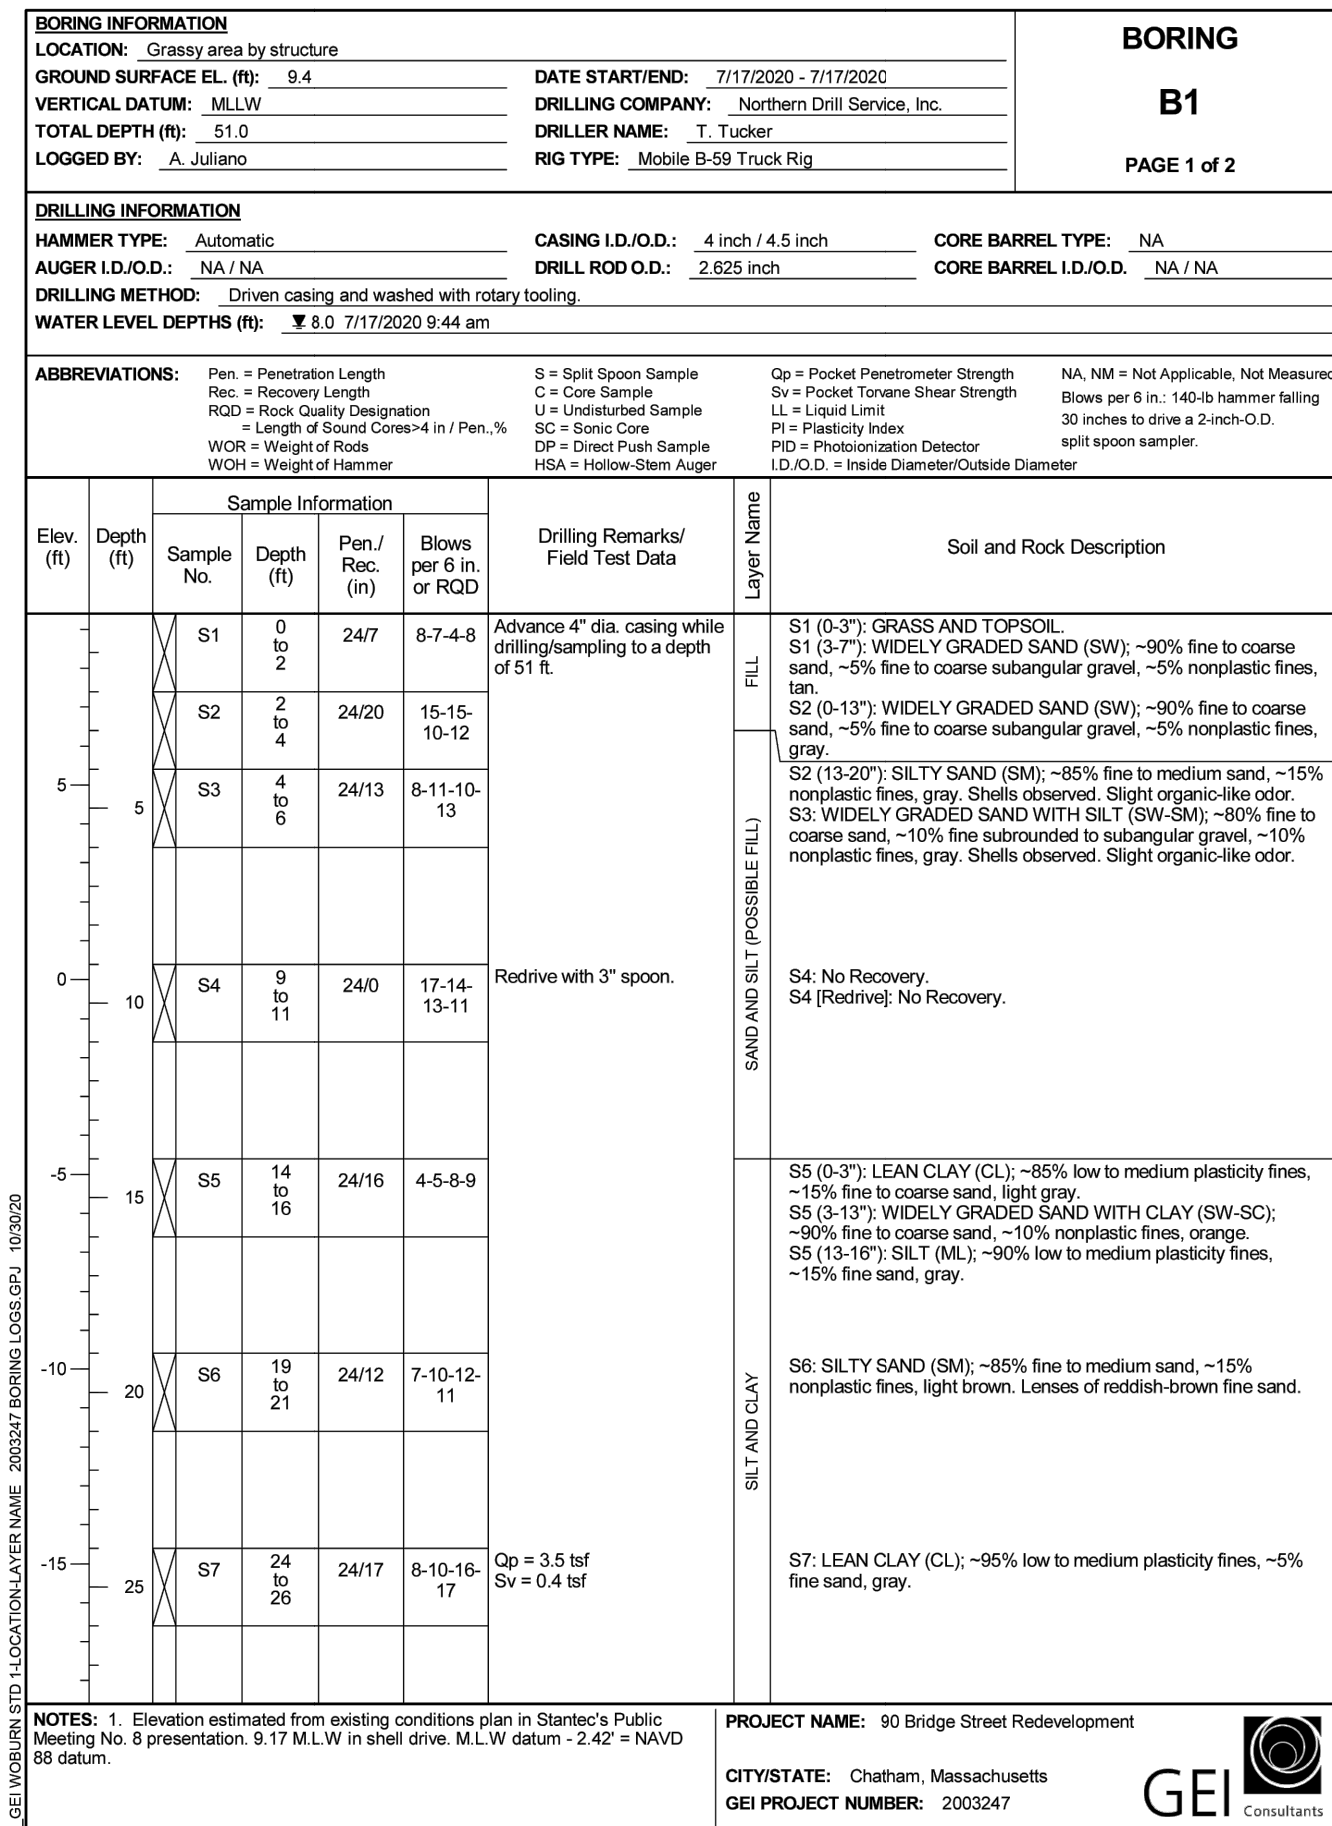 BORING INFORMATION
LOCATION: Grassy area by structure
GROUND SURFACE EL. (ft): 9.4
DATE START/END: 7/17/2020 - 7/17/2020
VERTICAL DATUM: MLLW
DRILLING COMPANY: Northern Drill Service, Inc.
TOTAL DEPTH (ft): 51.0
DRILLER NAME: T. Tucker
LOGGED BY: A. Juliano
RIG TYPE: Mobile B-59 Truck Rig
BORING
B1
PAGE 1 of 2
DRILLING INFORMATION
HAMMER TYPE: Automatic
CASING I.D./O.D.: 4 inch / 4.5 inch
CORE BARREL TYPE: NA
AUGER I.D./O.D.: NA / NA
DRILL ROD O.D.: 2.625 inch
CORE BARREL I.D./O.D. NA / NA
DRILLING METHOD: Driven casing and washed with rotary tooling.
WATER LEVEL DEPTHS (ft): 8.0 7/17/2020 9:44 am
ABBREVIATIONS:
Pen. = Penetration Length
Rec. = Recovery Length
RQD = Rock Quality Designation
= Length of Sound Cores>4 in / Pen.,%
WOR = Weight of Rods
WOH = Weight of Hammer
S = Split Spoon Sample
C = Core Sample
U = Undisturbed Sample
SC = Sonic Core
DP = Direct Push Sample
HSA = Hollow-Stem Auger
Qp = Pocket Penetrometer Strength
Sv = Pocket Torvane Shear Strength
LL = Liquid Limit
PI = Plasticity Index
PID = Photoionization Detector
I.D./O.D. = Inside Diameter/Outside Diameter
NA, NM = Not Applicable, Not Measured
Blows per 6 in.: 140-lb hammer falling
30 inches to drive a 2-inch-O.D.
split spoon sampler.
Elev.
(ft)
Depth
(ft)
Sample Information
Sample
No.
Depth
(ft)
Pen./
Rec.
(in)
Blows
per 6 in.
or RQD
Drilling Remarks/
Field Test Data
Layer Name
Soil and Rock Description
S1
0
to
2
24/7
8-7-4-8
Advance 4" dia. casing while
drilling/sampling to a depth
of 51 ft.
FILL
S1 (0-3"): GRASS AND TOPSOIL.
S1 (3-7"): WIDELY GRADED SAND (SW); ~90% fine to coarse
sand, ~5% fine to coarse subangular gravel, ~5% nonplastic fines,
tan.
S2
2
to
4
24/20
15-15-
10-12
S2 (0-13"): WIDELY GRADED SAND (SW); ~90% fine to coarse
sand, ~5% fine to coarse subangular gravel, ~5% nonplastic fines,
gray.
5
5
S3
4
to
6
24/13
8-11-10-
13
SAND AND SILT (POSSIBLE FILL)
S2 (13-20"): SILTY SAND (SM); ~85% fine to medium sand, ~15%
nonplastic fines, gray. Shells observed. Slight organic-like odor.
S3: WIDELY GRADED SAND WITH SILT (SW-SM); ~80% fine to
coarse sand, ~10% fine subrounded to subangular gravel, ~10%
nonplastic fines, gray. Shells observed. Slight organic-like odor.
0
10
S4
9
to
11
24/0
17-14-
13-11
Redrive with 3" spoon.
S4: No Recovery.
S4 [Redrive]: No Recovery.
-5
15
S5
14
to
16
24/16
4-5-8-9
SILT AND CLAY
S5 (0-3"): LEAN CLAY (CL); ~85% low to medium plasticity fines,
~15% fine to coarse sand, light gray.
S5 (3-13"): WIDELY GRADED SAND WITH CLAY (SW-SC);
~90% fine to coarse sand, ~10% nonplastic fines, orange.
S5 (13-16"): SILT (ML); ~90% low to medium plasticity fines,
~15% fine sand, gray.
-10
20
S6
19
to
21
24/12
7-10-12-
11
S6: SILTY SAND (SM); ~85% fine to medium sand, ~15%
nonplastic fines, light brown. Lenses of reddish-brown fine sand.
-15
25
S7
24
to
26
24/17
8-10-16-
17
Qp = 3.5 tsf
Sv = 0.4 tsf
S7: LEAN CLAY (CL); ~95% low to medium plasticity fines, ~5%
fine sand, gray.
GEI WOBURN STD 1-LOCATION-LAYER NAME 2003247 BORING LOGS.GPJ 10/30/20
NOTES: 1. Elevation estimated from existing conditions plan in Stantec's Public
Meeting No. 8 presentation. 9.17 M.L.W in shell drive. M.L.W datum - 2.42' = NAVD
88 datum.
PROJECT NAME: 90 Bridge Street Redevelopment
CITY/STATE: Chatham, Massachusetts
GEI PROJECT NUMBER: 2003247
GEI
Consultants